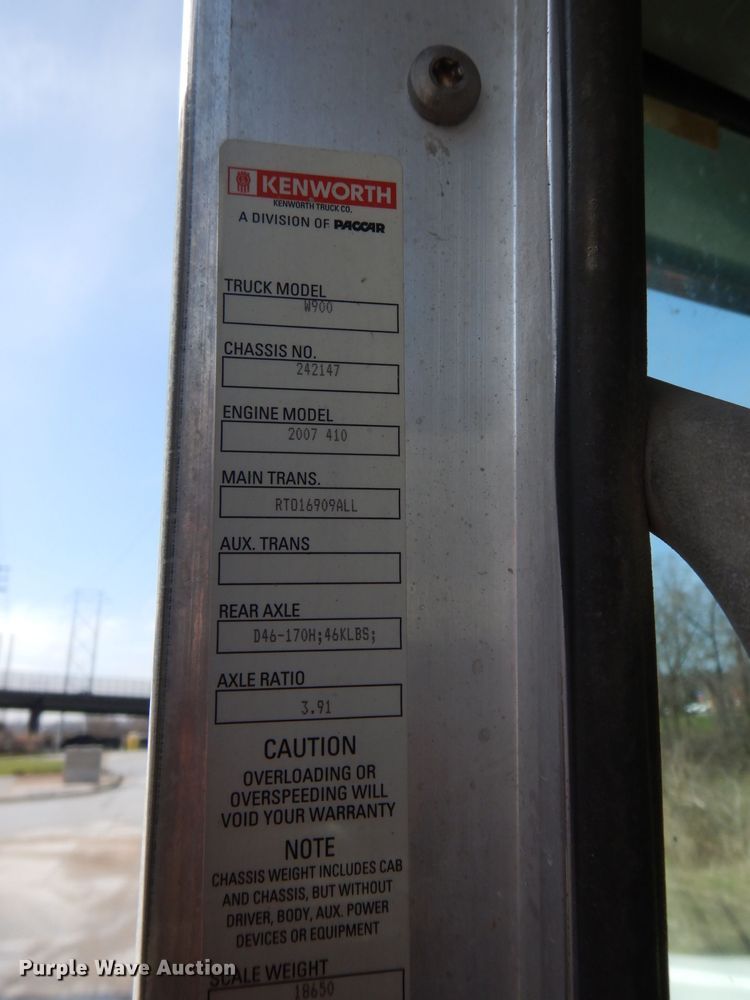 KENWORTH
KENWORTH TRUCK CO.
A DIVISION OF PACCAR
TRUCK MODEL
W900
CHASSIS NO.
242147
ENGINE MODEL
2007 410
MAIN TRANS.
RTO16909ALL
AUX. TRANS
REAR AXLE
D46-170H;46KLBS;
AXLE RATIO
3.91
CAUTION
OVERLOADING OR
OVERSPEEDING WILL
VOID YOUR WARRANTY
NOTE
CHASSIS WEIGHT INCLUDES CAB
AND CHASSIS, BUT WITHOUT
DRIVER, BODY, AUX. POWER
DEVICES OR EQUIPMENT
SCALE WEIGHT
18650
Purple Wave Auction